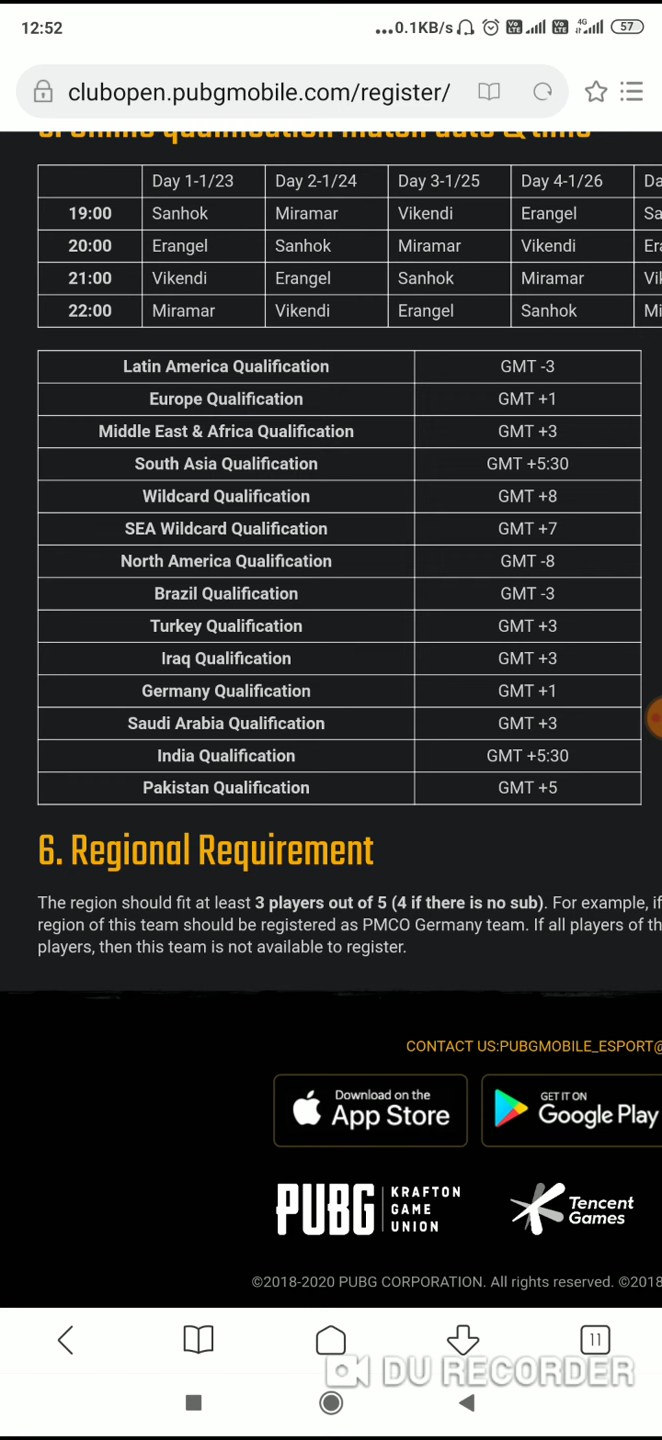 12:52
...0.1KB/s Vo LTE Vo LTE 4G 57
clubopen.pubgmobile.com/register/
Day 1-1/23 Day 2-1/24 Day 3-1/25 Day 4-1/26 Da
19:00 Sanhok Miramar Vikendi Erangel Sa
20:00 Erangel Sanhok Miramar Vikendi Era
21:00 Vikendi Erangel Sanhok Miramar Vik
22:00 Miramar Vikendi Erangel Sanhok Mi
Latin America Qualification GMT -3
Europe Qualification GMT +1
Middle East & Africa Qualification GMT +3
South Asia Qualification GMT +5:30
Wildcard Qualification GMT +8
SEA Wildcard Qualification GMT +7
North America Qualification GMT -8
Brazil Qualification GMT -3
Turkey Qualification GMT +3
Iraq Qualification GMT +3
Germany Qualification GMT +1
Saudi Arabia Qualification GMT +3
India Qualification GMT +5:30
Pakistan Qualification GMT +5
6. Regional Requirement
The region should fit at least 3 players out of 5 (4 if there is no sub). For example, if
region of this team should be registered as PMCO Germany team. If all players of th
players, then this team is not available to register.
CONTACT US:PUBGMOBILE_ESPORT@
Download on the App Store
GET IT ON Google Play
PUBG KRAFTON GAME UNION
Tencent Games
©2018-2020 PUBG CORPORATION. All rights reserved. ©2018
11
DU RECORDER